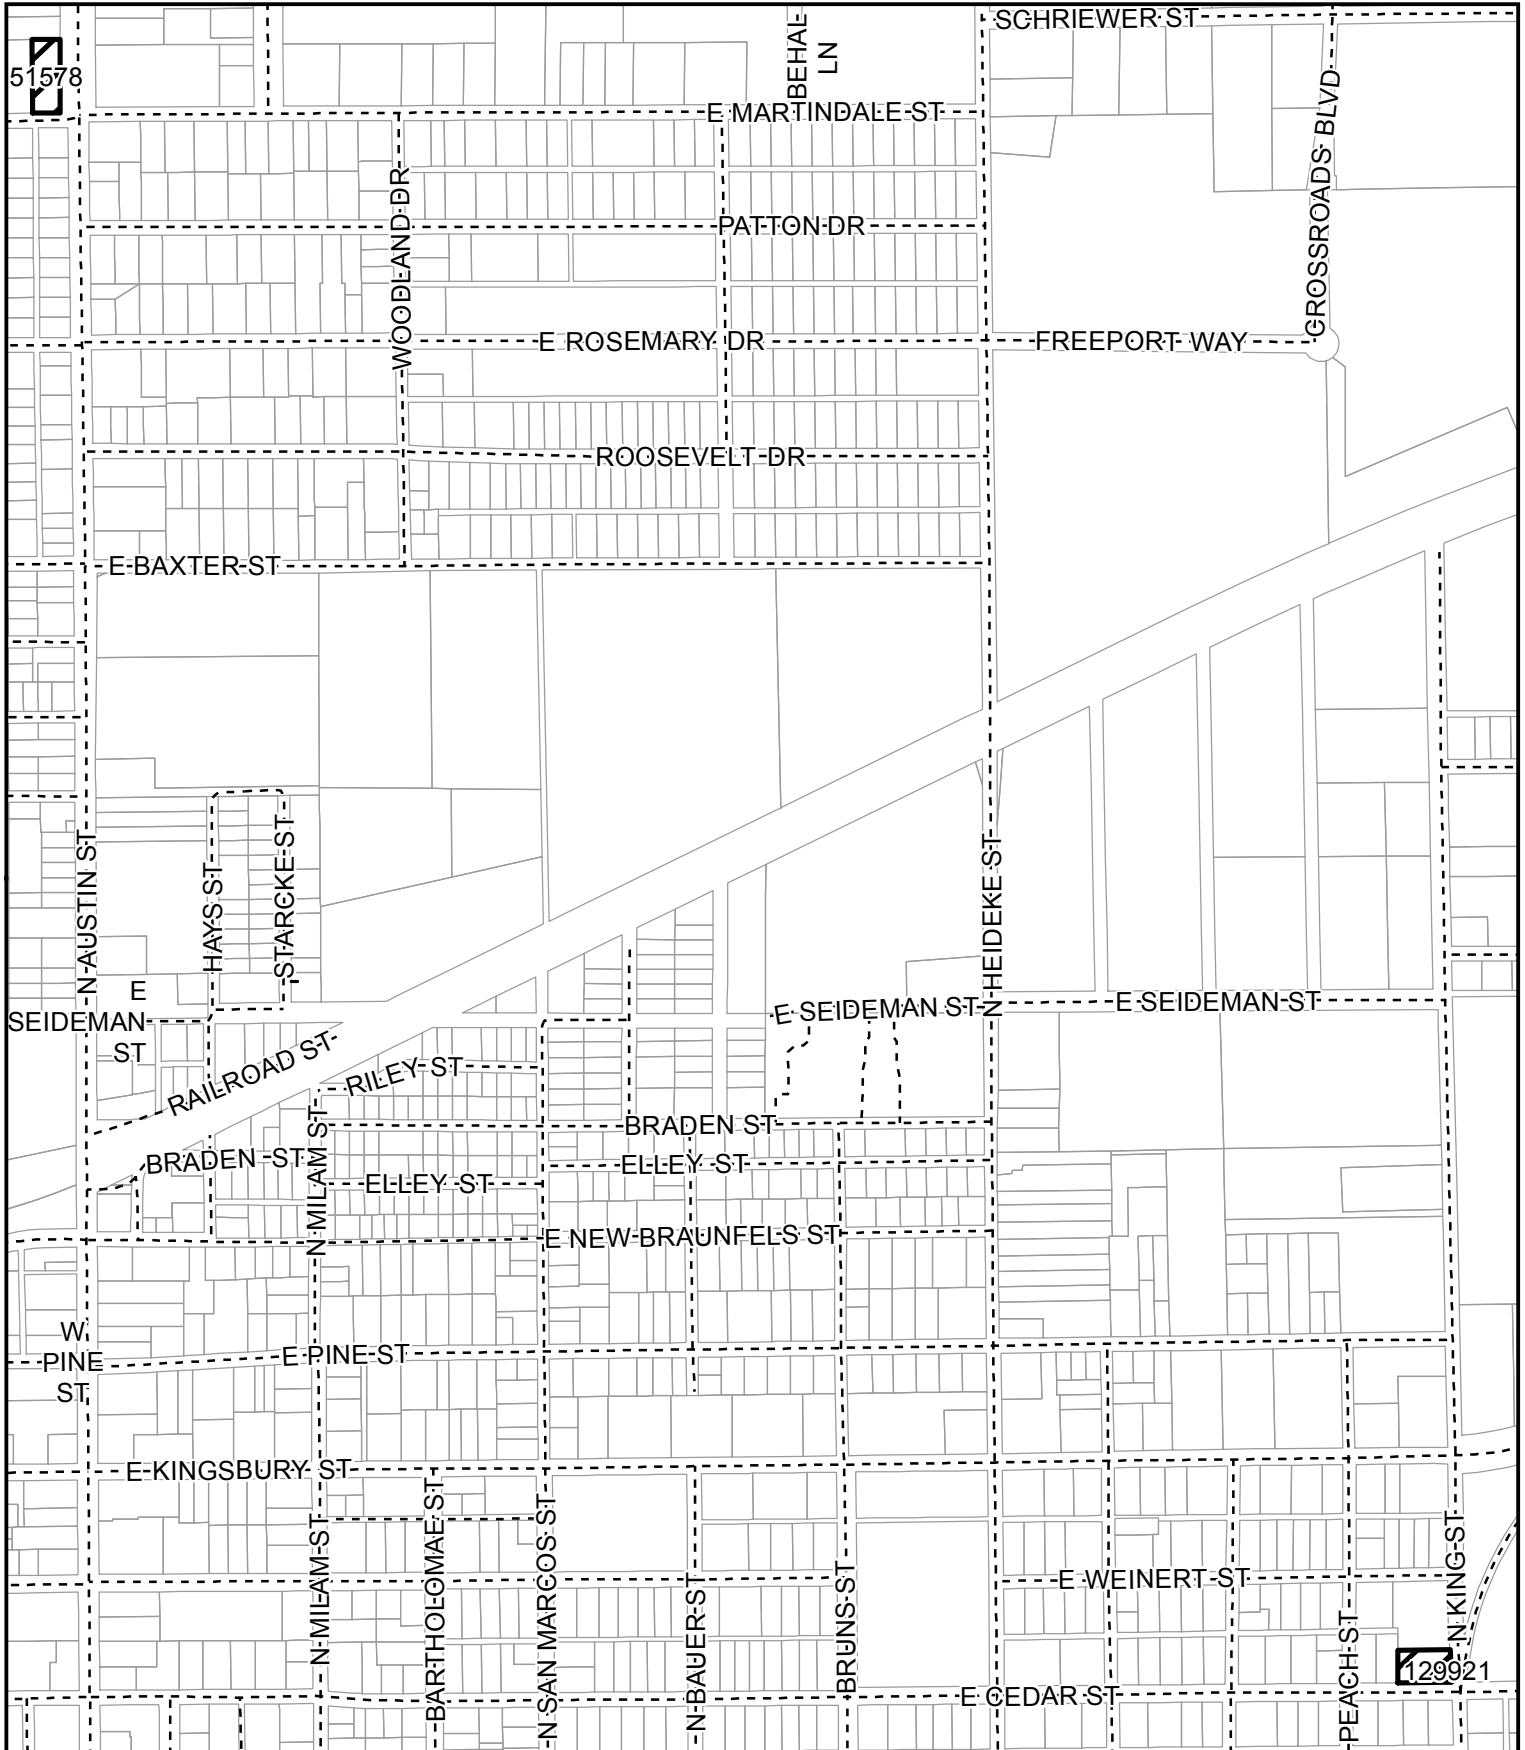 SCHRIEWER ST
BEHAL
LN
51578
CROSSROADS BLVD
E MARTINDALE ST
WOODLAND DR
PATTON DR
E ROSEMARY DR
FREEPORT WAY
ROOSEVELT DR
E BAXTER ST
N AUSTIN ST
HAYS ST
STARCKE ST
N HEIDEKE ST
E
SEIDEMAN
ST
E SEIDEMAN ST
E SEIDEMAN ST
RAILROAD ST
RILEY ST
N MILAM ST
BRADEN ST
BRADEN ST
ELLEY ST
ELLEY ST
E NEW BRAUNFELS ST
W
PINE
ST
E PINE ST
E KINGSBURY ST
N MILAM ST
BARTHOLOMAE ST
N SAN MARCOS ST
N BAUER ST
BRUNS ST
E WEINERT ST
PEACH ST
N KING ST
129921
E CEDAR ST